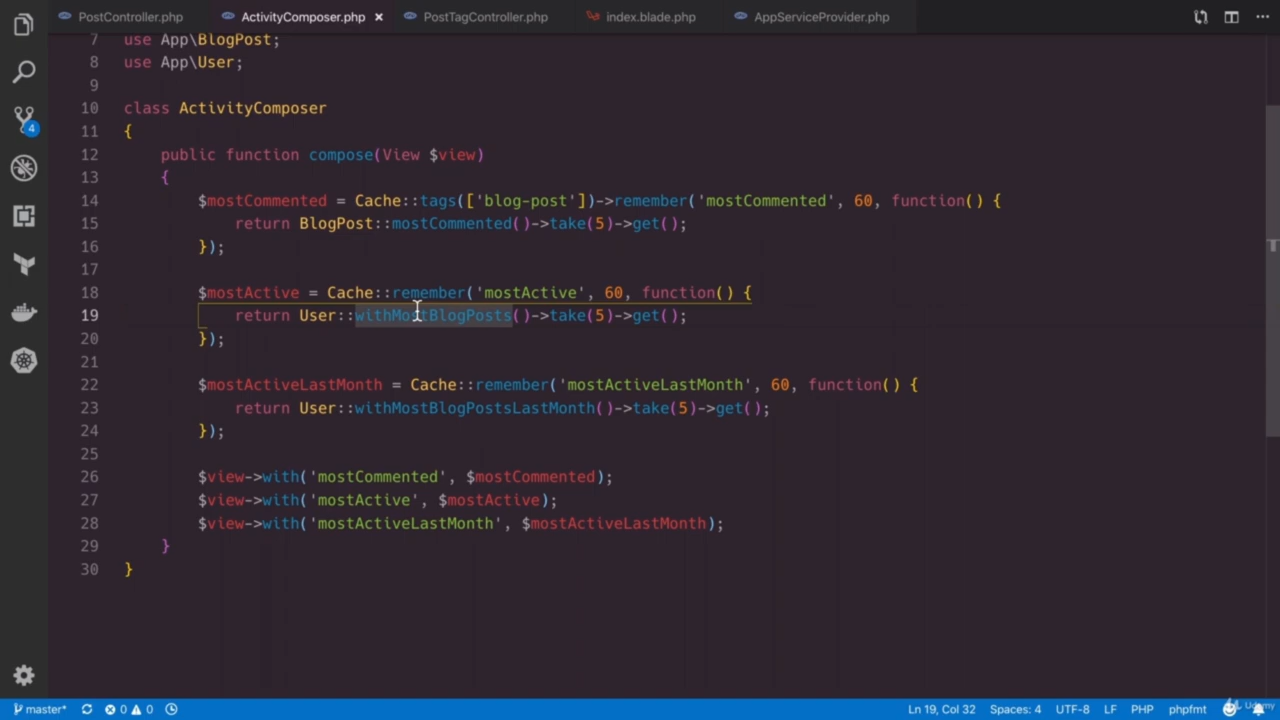 PostController.php ActivityComposer.php × PostTagController.php index.blade.php AppServiceProvider.php
7 use App\BlogPost;
8 use App\User;
9
10 class ActivityComposer
11 {
12 public function compose(View $view)
13 {
14 $mostCommented = Cache::tags(['blog-post'])->remember('mostCommented', 60, function() {
15 return BlogPost::mostCommented()->take(5)->get();
16 });
17
18 $mostActive = Cache::remember('mostActive', 60, function() {
19 return User::withMostBlogPosts()->take(5)->get();
20 });
21
22 $mostActiveLastMonth = Cache::remember('mostActiveLastMonth', 60, function() {
23 return User::withMostBlogPostsLastMonth()->take(5)->get();
24 });
25
26 $view->with('mostCommented', $mostCommented);
27 $view->with('mostActive', $mostActive);
28 $view->with('mostActiveLastMonth', $mostActiveLastMonth);
29 }
30 }
4
master* 0 0 Ln 19, Col 32 Spaces: 4 UTF-8 LF PHP phpfmt Udemy